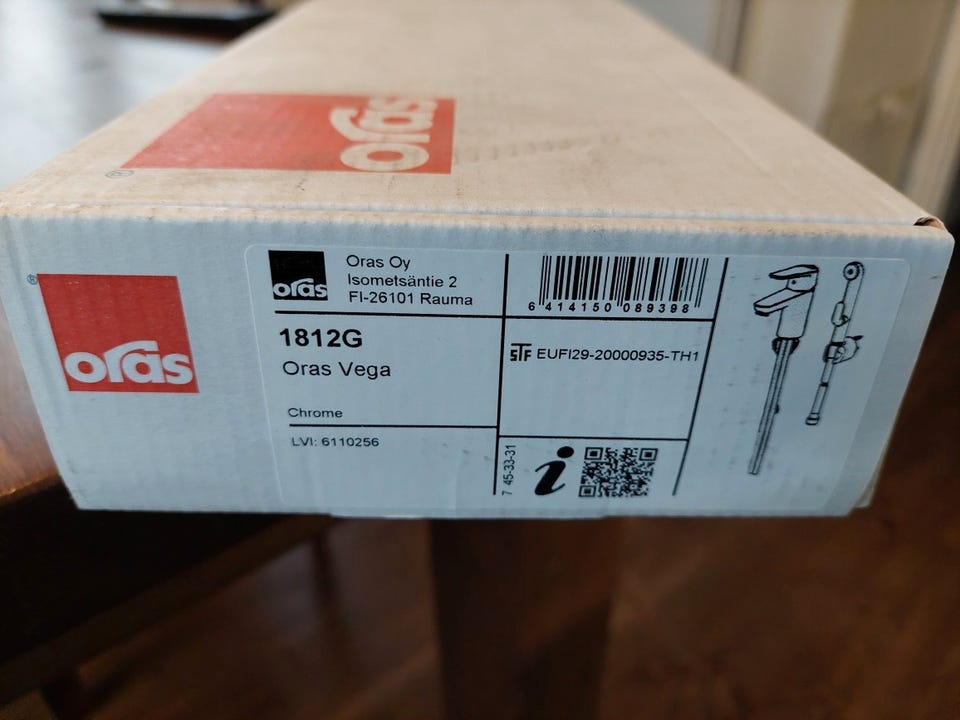 oras
®
® oras
oras
Oras Oy
Isometsäntie 2
FI-26101 Rauma
6 414150 089398
1812G
Oras Vega
STF EUFI29-20000935-TH1
Chrome
LVI: 6110256
7 45-33-31
i